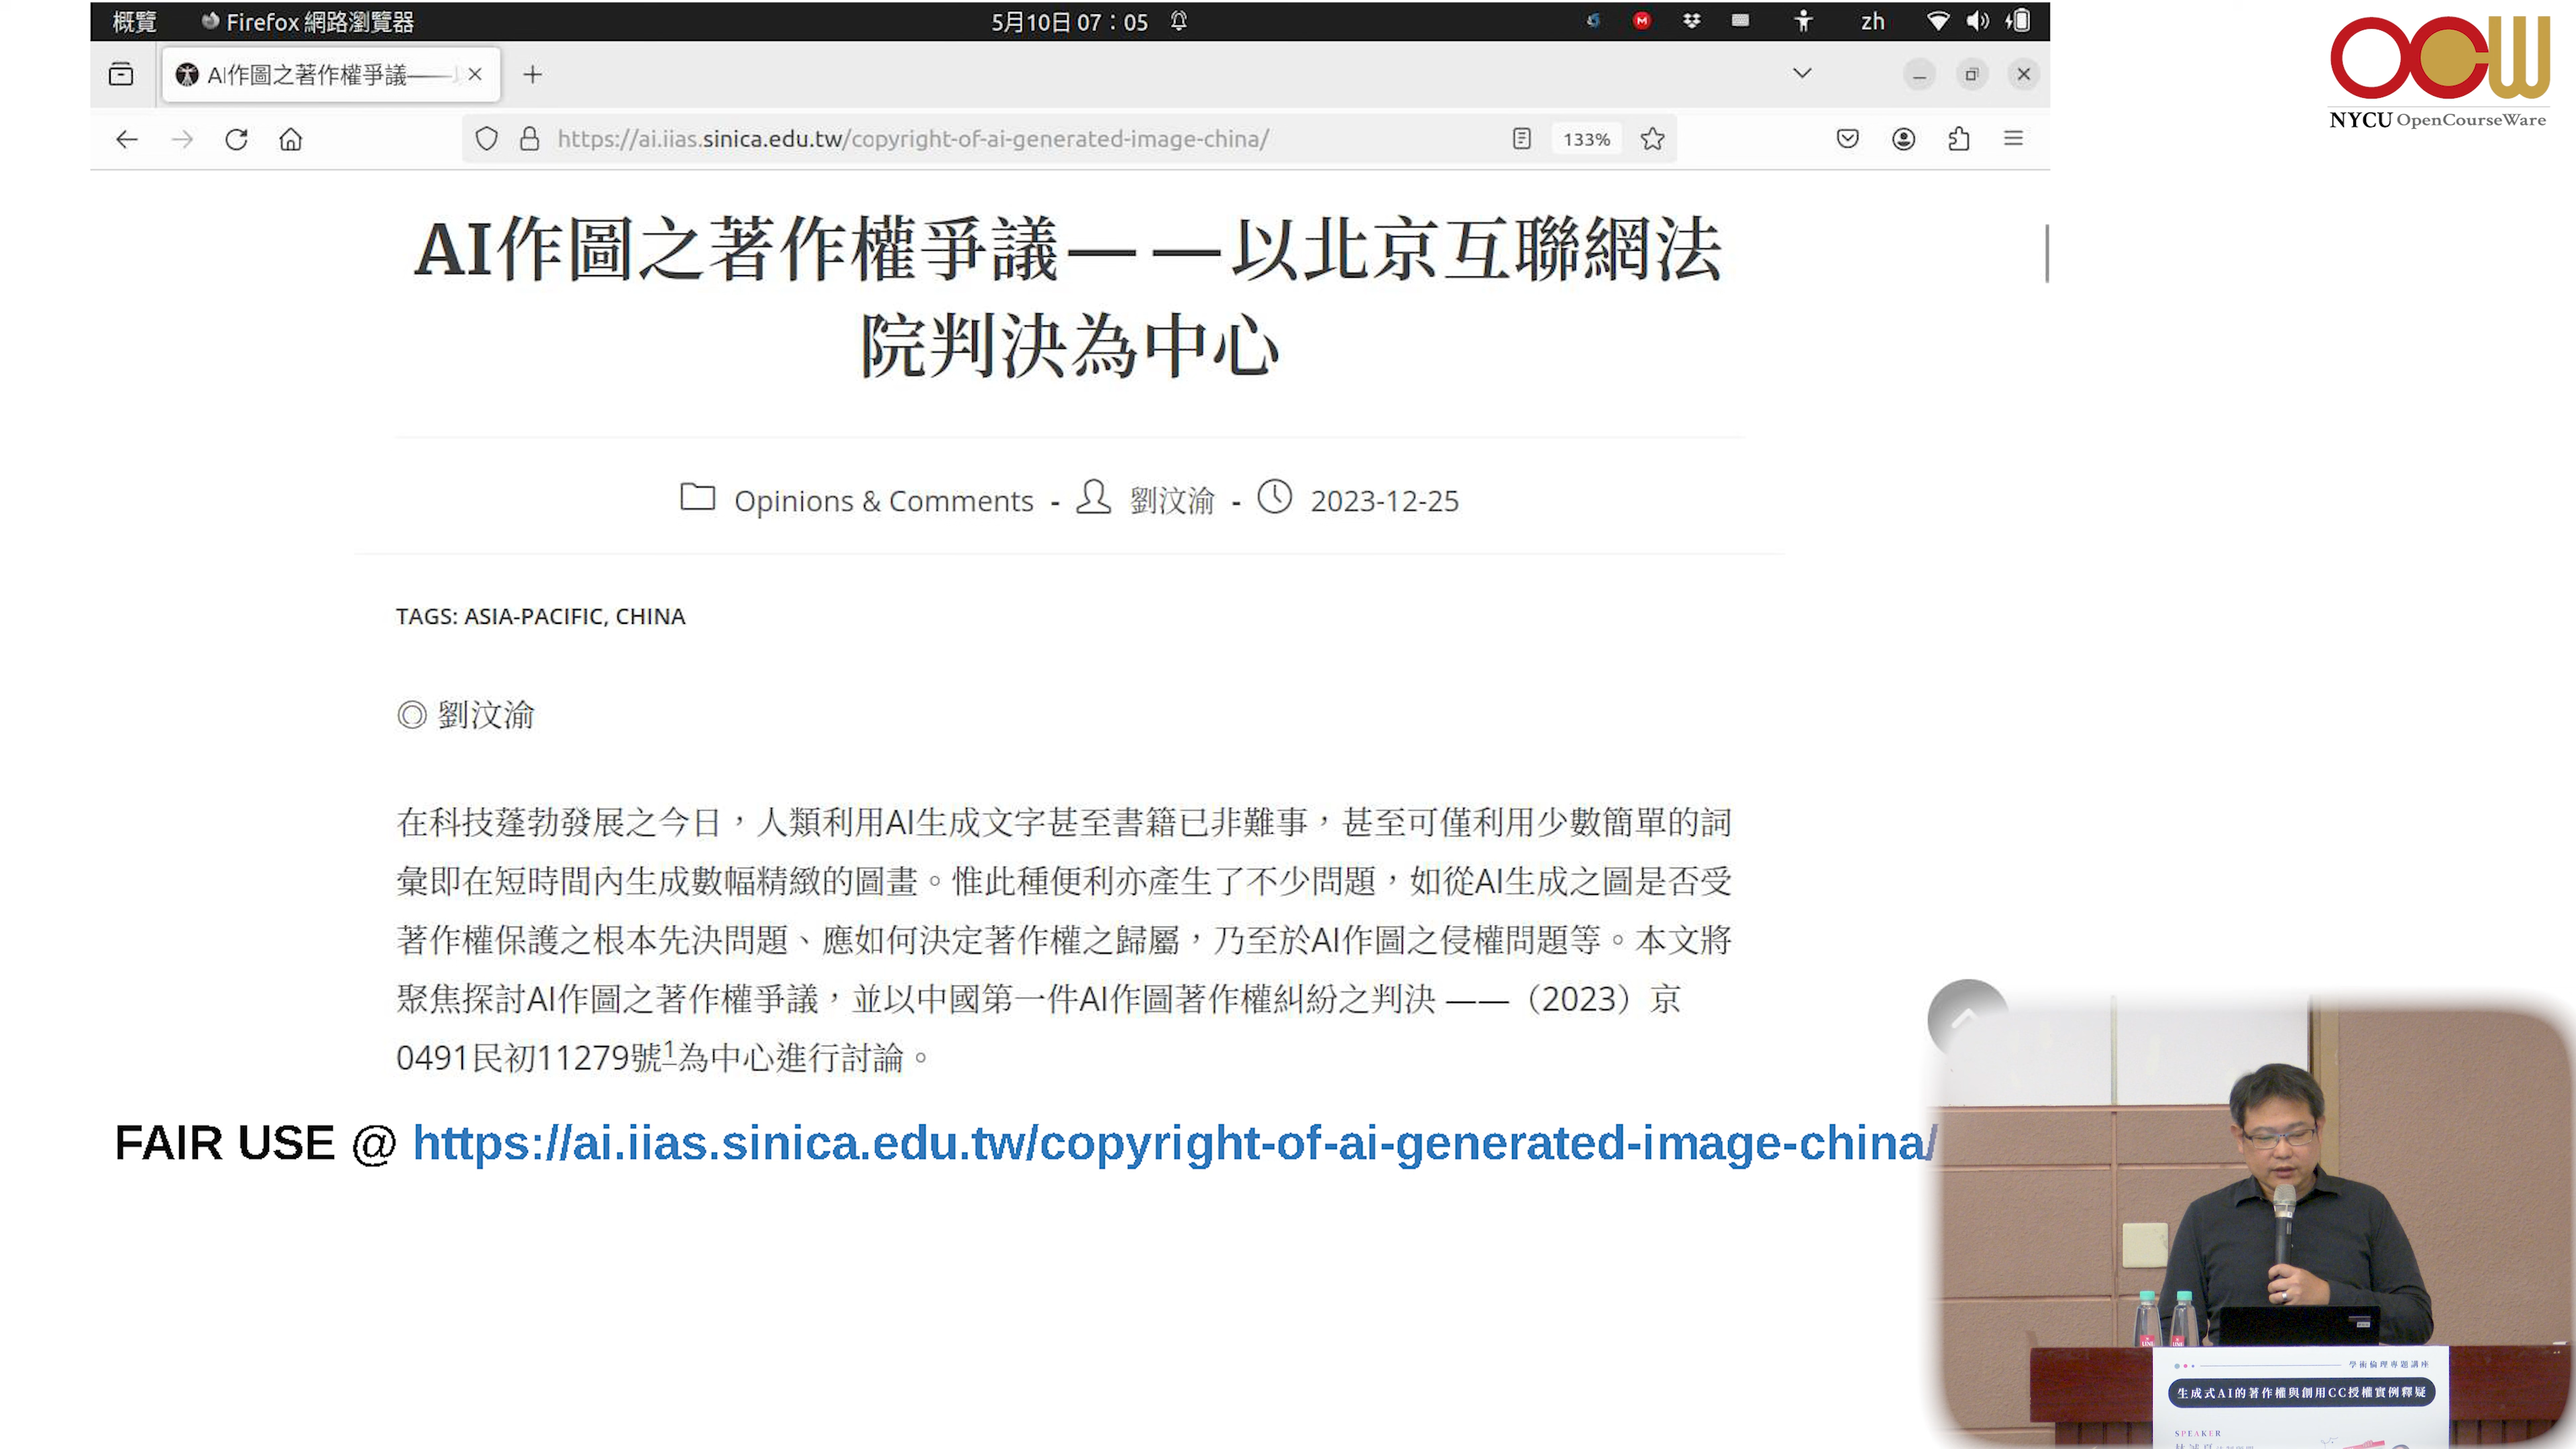 概覽
Firefox 網路瀏覽器
5月10日 07：05
zh
AI作圖之著作權爭議——
https://ai.iias.sinica.edu.tw/copyright-of-ai-generated-image-china/
133%
OCW
NYCU OpenCourseWare
AI作圖之著作權爭議——以北京互聯網法
院判決為中心
Opinions & Comments - 劉汶渝 - 2023-12-25
TAGS: ASIA-PACIFIC, CHINA
◎ 劉汶渝
在科技蓬勃發展之今日，人類利用AI生成文字甚至書籍已非難事，甚至可僅利用少數簡單的詞
彙即在短時間內生成數幅精緻的圖畫。惟此種便利亦產生了不少問題，如從AI生成之圖是否受
著作權保護之根本先決問題、應如何決定著作權之歸屬，乃至於AI作圖之侵權問題等。本文將
聚焦探討AI作圖之著作權爭議，並以中國第一件AI作圖著作權糾紛之判決 ——（2023）京
0491民初11279號1為中心進行討論。
FAIR USE @ https://ai.iias.sinica.edu.tw/copyright-of-ai-generated-image-china/
學術倫理專題講座
生成式AI的著作權與創用CC授權實例釋疑
SPEAKER